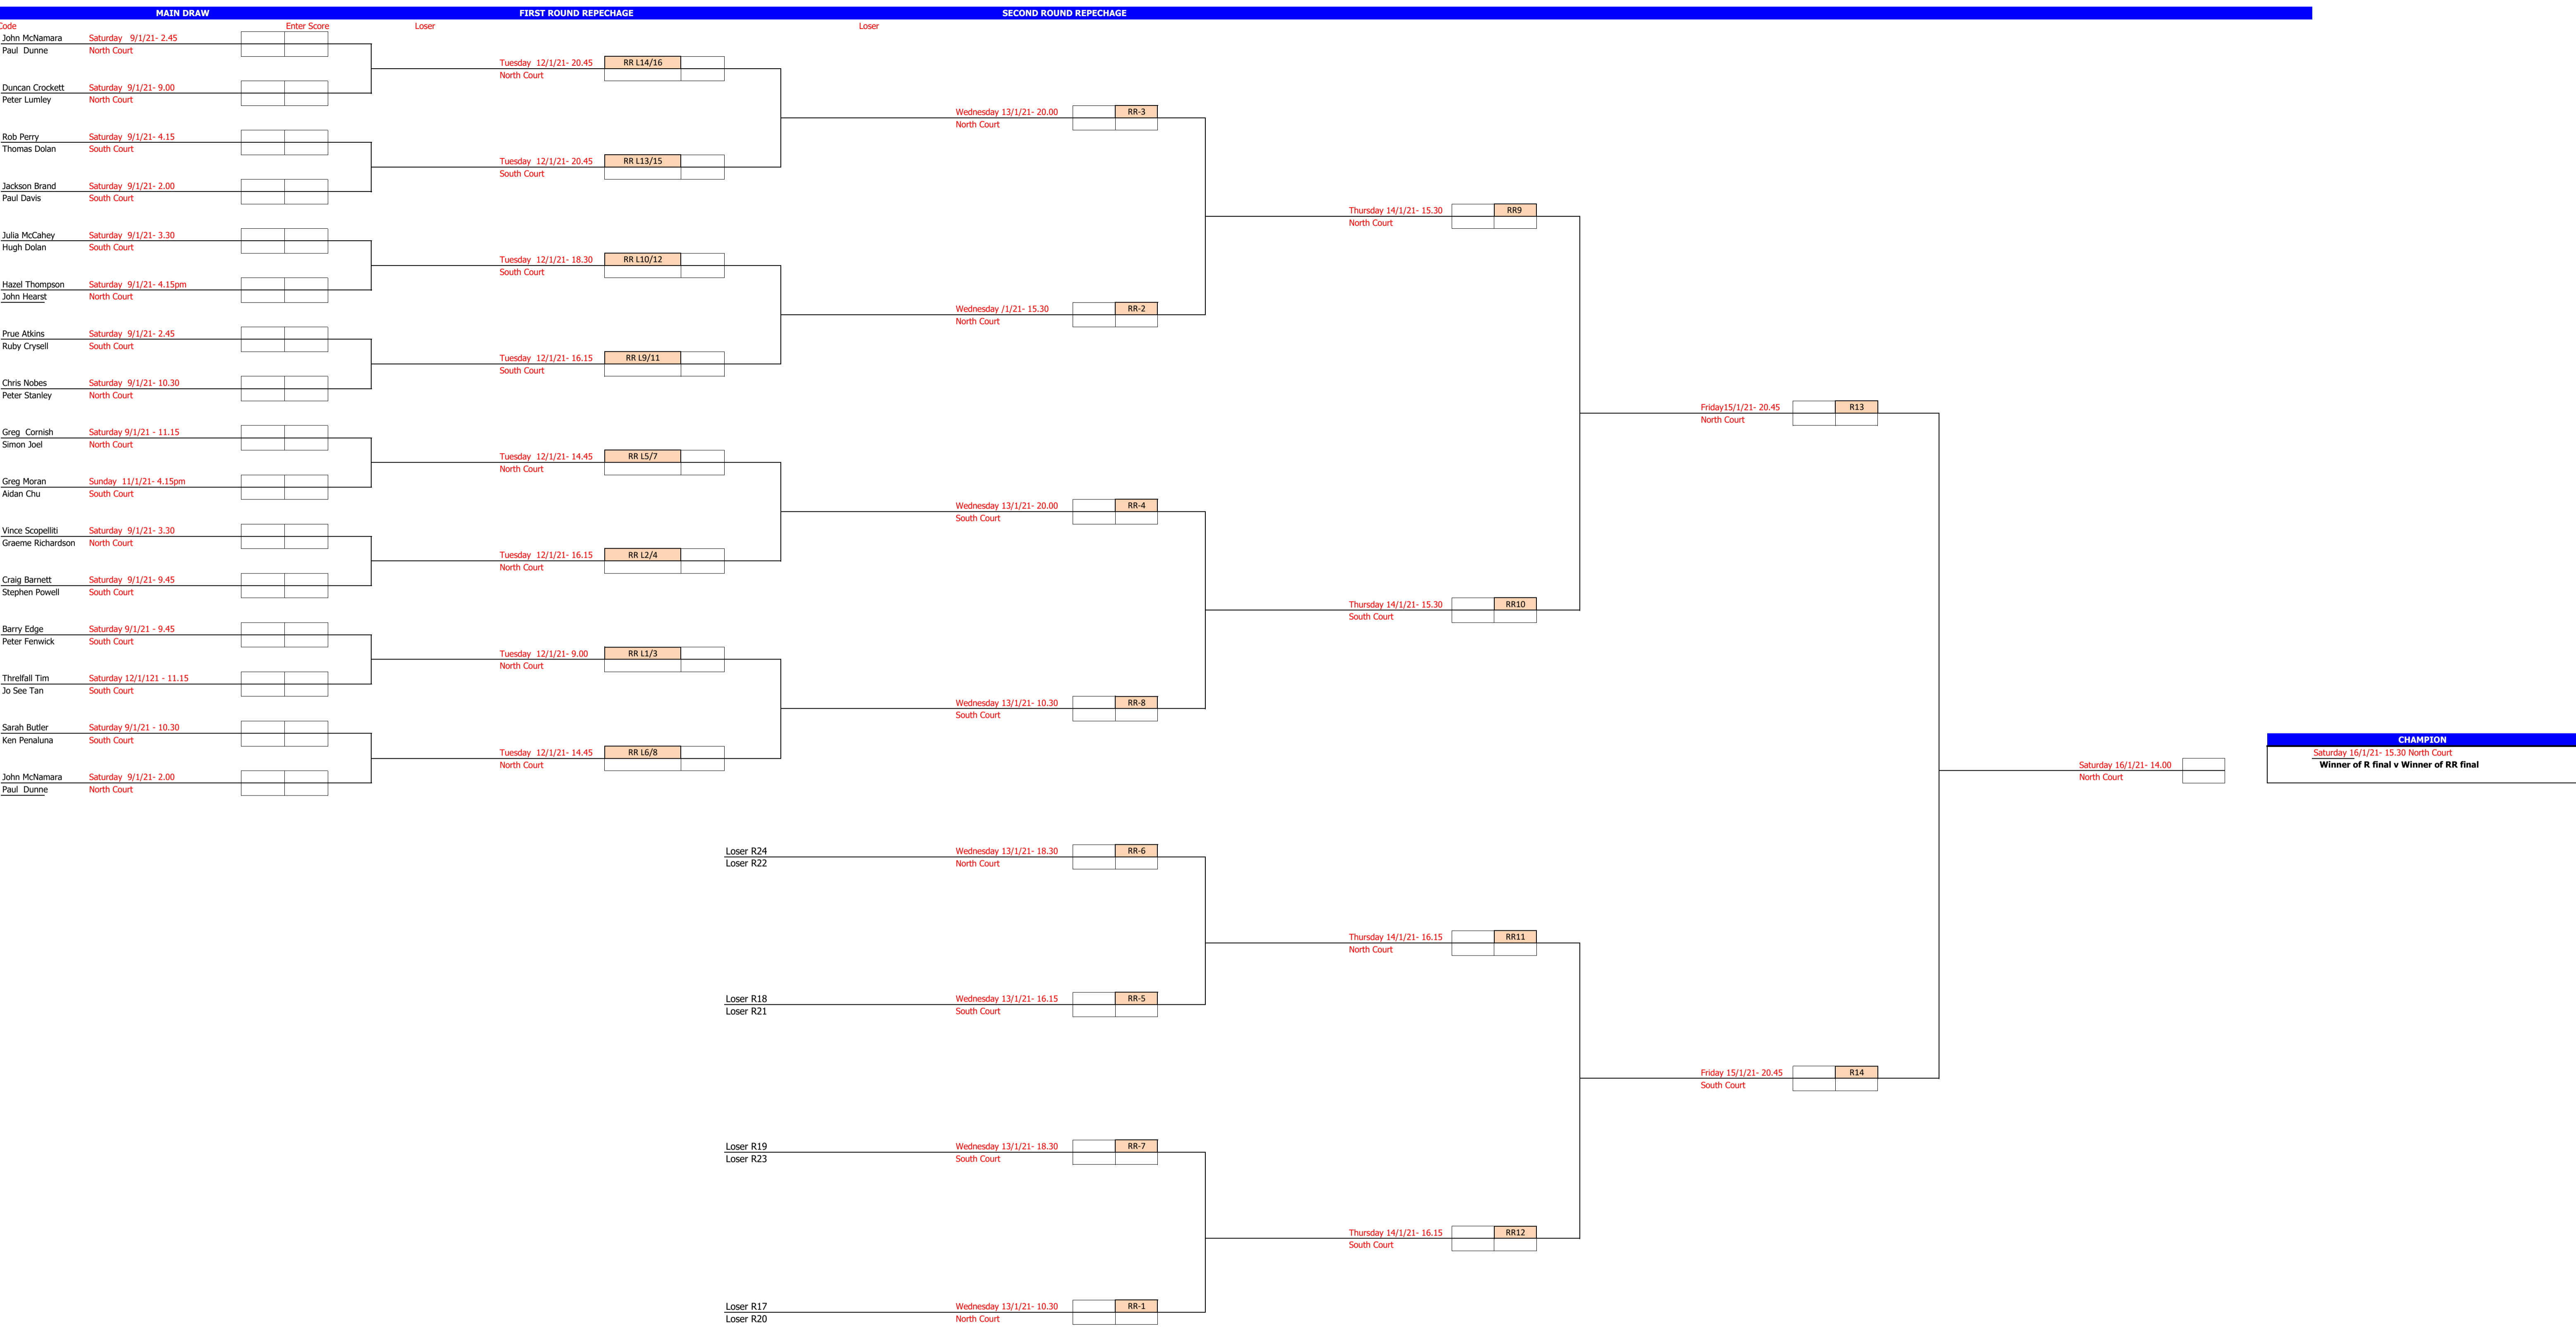 MAIN DRAW FIRST ROUND REPECHAGE SECOND ROUND REPECHAGE
Code Enter Score Loser Loser
John McNamara Saturday 9/1/21- 2.45
Paul Dunne North Court
Tuesday 12/1/21- 20.45 RR L14/16
North Court
Duncan Crockett Saturday 9/1/21- 9.00
Peter Lumley North Court
Wednesday 13/1/21- 20.00 RR-3
North Court
Rob Perry Saturday 9/1/21- 4.15
Thomas Dolan South Court
Tuesday 12/1/21- 20.45 RR L13/15
South Court
Jackson Brand Saturday 9/1/21- 2.00
Paul Davis South Court
Thursday 14/1/21- 15.30 RR9
North Court
Julia McCahey Saturday 9/1/21- 3.30
Hugh Dolan South Court
Tuesday 12/1/21- 18.30 RR L10/12
South Court
Hazel Thompson Saturday 9/1/21- 4.15pm
John Hearst North Court
Wednesday /1/21- 15.30 RR-2
North Court
Prue Atkins Saturday 9/1/21- 2.45
Ruby Crysell South Court
Tuesday 12/1/21- 16.15 RR L9/11
South Court
Chris Nobes Saturday 9/1/21- 10.30
Peter Stanley North Court
Friday15/1/21- 20.45 R13
North Court
Greg Cornish Saturday 9/1/21 - 11.15
Simon Joel North Court
Tuesday 12/1/21- 14.45 RR L5/7
North Court
Greg Moran Sunday 11/1/21- 4.15pm
Aidan Chu South Court
Wednesday 13/1/21- 20.00 RR-4
South Court
Vince Scopelliti Saturday 9/1/21- 3.30
Graeme Richardson North Court
Tuesday 12/1/21- 16.15 RR L2/4
North Court
Craig Barnett Saturday 9/1/21- 9.45
Stephen Powell South Court
Thursday 14/1/21- 15.30 RR10
South Court
Barry Edge Saturday 9/1/21 - 9.45
Peter Fenwick South Court
Tuesday 12/1/21- 9.00 RR L1/3
North Court
Threlfall Tim Saturday 12/1/121 - 11.15
Jo See Tan South Court
Wednesday 13/1/21- 10.30 RR-8
South Court
Sarah Butler Saturday 9/1/21 - 10.30
Ken Penaluna South Court
CHAMPION
Tuesday 12/1/21- 14.45 RR L6/8 Saturday 16/1/21- 15.30 North Court
North Court
Saturday 16/1/21- 14.00 Winner of R final v Winner of RR final
John McNamara Saturday 9/1/21- 2.00 North Court
Paul Dunne North Court
Loser R24 Wednesday 13/1/21- 18.30 RR-6
Loser R22 North Court
Thursday 14/1/21- 16.15 RR11
North Court
Loser R18 Wednesday 13/1/21- 16.15 RR-5
Loser R21 South Court
Friday 15/1/21- 20.45 R14
South Court
Loser R19 Wednesday 13/1/21- 18.30 RR-7
Loser R23 South Court
Thursday 14/1/21- 16.15 RR12
South Court
Loser R17 Wednesday 13/1/21- 10.30 RR-1
Loser R20 North Court